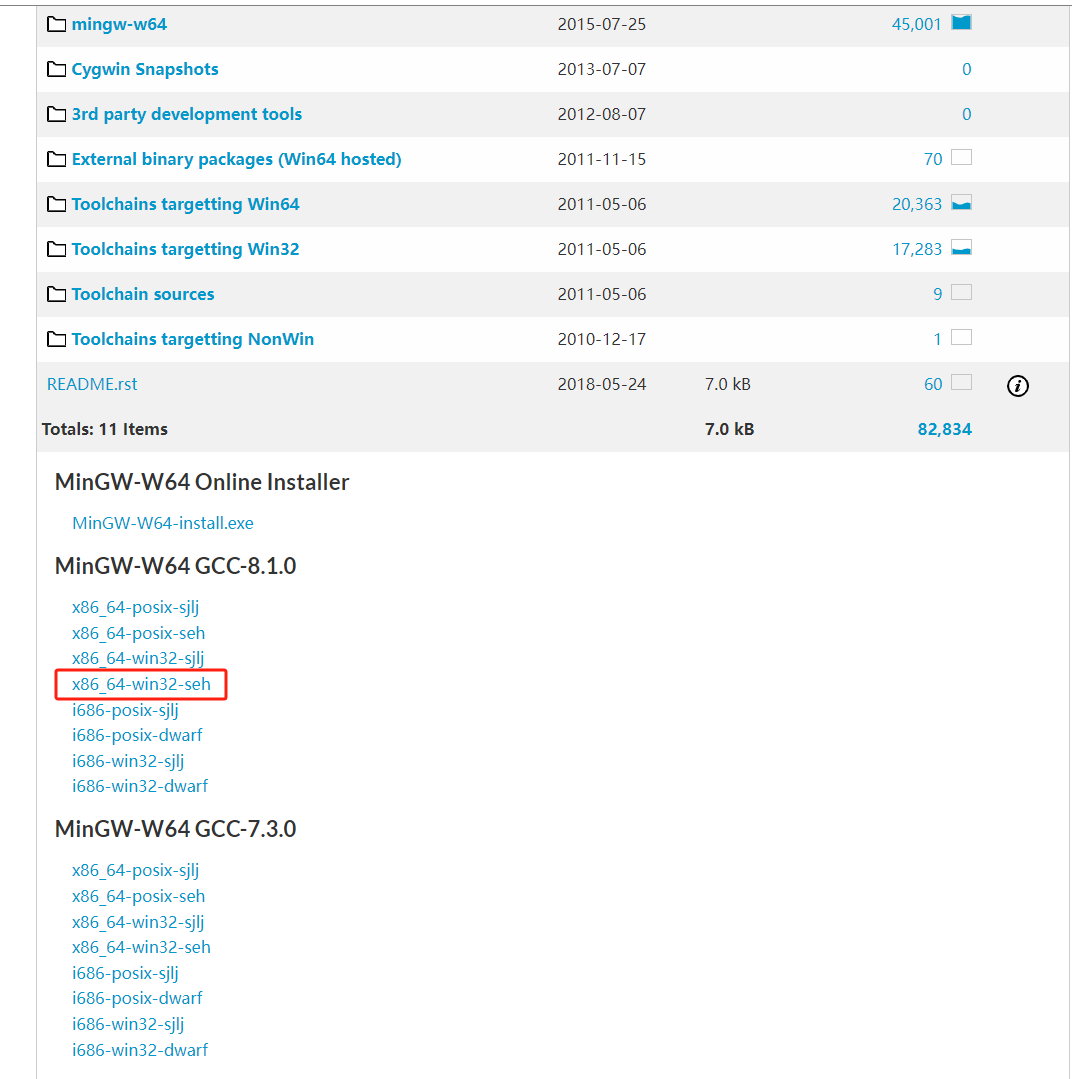 mingw-w64 2015-07-25 45,001
Cygwin Snapshots 2013-07-07 0
3rd party development tools 2012-08-07 0
External binary packages (Win64 hosted) 2011-11-15 70
Toolchains targetting Win64 2011-05-06 20,363
Toolchains targetting Win32 2011-05-06 17,283
Toolchain sources 2011-05-06 9
Toolchains targetting NonWin 2010-12-17 1
README.rst 2018-05-24 7.0 kB 60 i
Totals: 11 Items 7.0 kB 82,834
MinGW-W64 Online Installer
MinGW-W64-install.exe
MinGW-W64 GCC-8.1.0
x86_64-posix-sjlj
x86_64-posix-seh
x86_64-win32-sjlj
x86_64-win32-seh
i686-posix-sjlj
i686-posix-dwarf
i686-win32-sjlj
i686-win32-dwarf
MinGW-W64 GCC-7.3.0
x86_64-posix-sjlj
x86_64-posix-seh
x86_64-win32-sjlj
x86_64-win32-seh
i686-posix-sjlj
i686-posix-dwarf
i686-win32-sjlj
i686-win32-dwarf